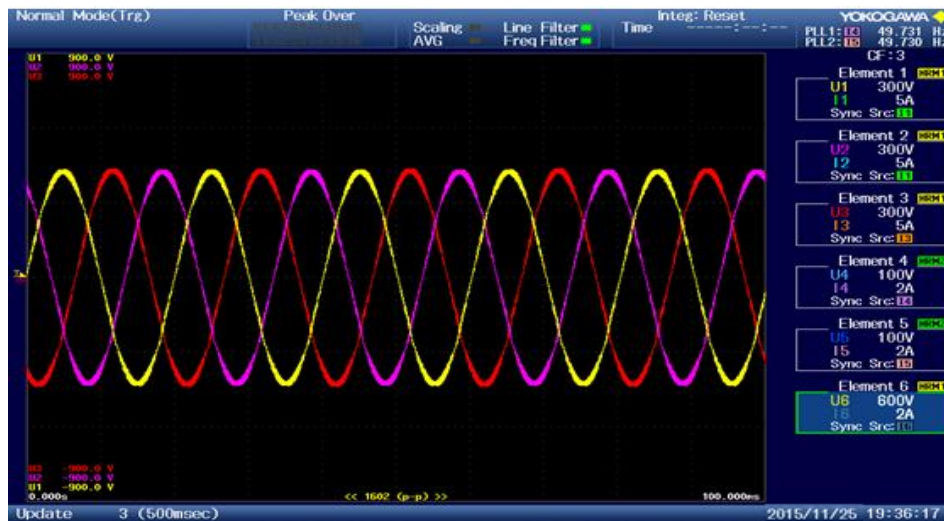 Normal Mode(Trg)
Peak Over
Scaling
AVG
Line Filter
Freq Filter
Integ: Reset
Time -----:--:--
YOKOGAWA
PLL1: I4 49.731 Hz
PLL2: I5 49.730 Hz
CF:3
U1 900.0 V
U2 900.0 V
U3 900.0 V
Element 1 HRM1
U1 300V
I1 5A
Sync Src: I1
Element 2 HRM1
U2 300V
I2 5A
Sync Src: I1
Element 3 HRM1
U3 300V
I3 5A
Sync Src: I3
Element 4
U4 100V
I4 2A
Sync Src: I4
Element 5
U5 100V
I5 2A
Sync Src: I5
Element 6 HRM1
U6 600V
I6 2A
Sync Src:
U3 -900.0 V
U2 -900.0 V
U1 -900.0 V
0.000s
<< 1602 (p-p) >>
100.000ms
Update 3 (500msec)
2015/11/25 19:36:17